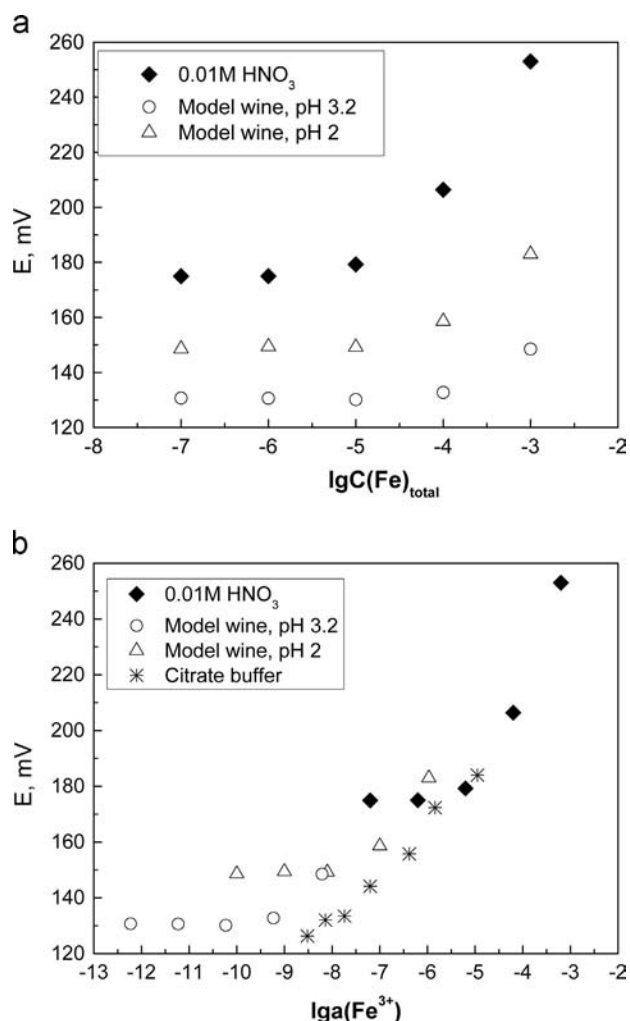 a
260
240
220
200
180
160
140
120
E, mV
0.01M HNO₃
Model wine, pH 3.2
Model wine, pH 2
-8 -7 -6 -5 -4 -3 -2
lgC(Fe)total
b
260
240
220
200
180
160
140
120
E, mV
0.01M HNO₃
Model wine, pH 3.2
Model wine, pH 2
Citrate buffer
-13 -12 -11 -10 -9 -8 -7 -6 -5 -4 -3 -2
lga(Fe³⁺)